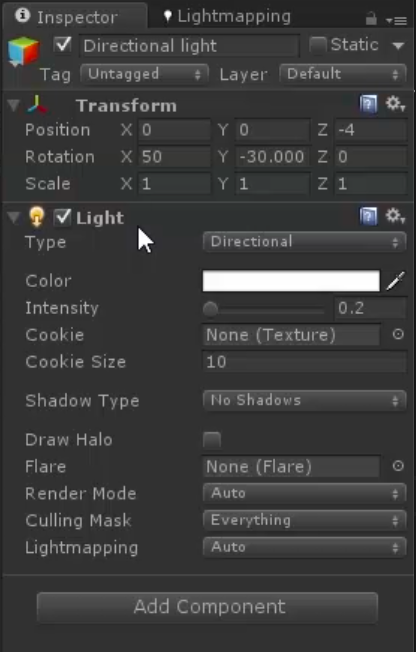 Inspector Lightmapping
Directional light Static
Tag Untagged Layer Default
Transform
Position X 0 Y 0 Z -4
Rotation X 50 Y -30.000 Z 0
Scale X 1 Y 1 Z 1
Light
Type Directional
Color
Intensity 0.2
Cookie None (Texture)
Cookie Size 10
Shadow Type No Shadows
Draw Halo
Flare None (Flare)
Render Mode Auto
Culling Mask Everything
Lightmapping Auto
Add Component